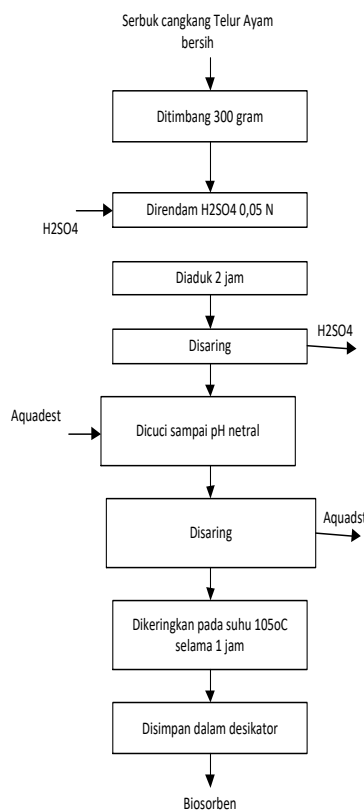 Serbuk cangkang Telur Ayam
bersih
Ditimbang 300 gram
Direndam H2SO4 0,05 N
H2SO4
Diaduk 2 jam
H2SO4
Disaring
Aquadest
Dicuci sampai pH netral
Aquadst
Disaring
Dikeringkan pada suhu 105oC
selama 1 jam
Disimpan dalam desikator
Biosorben